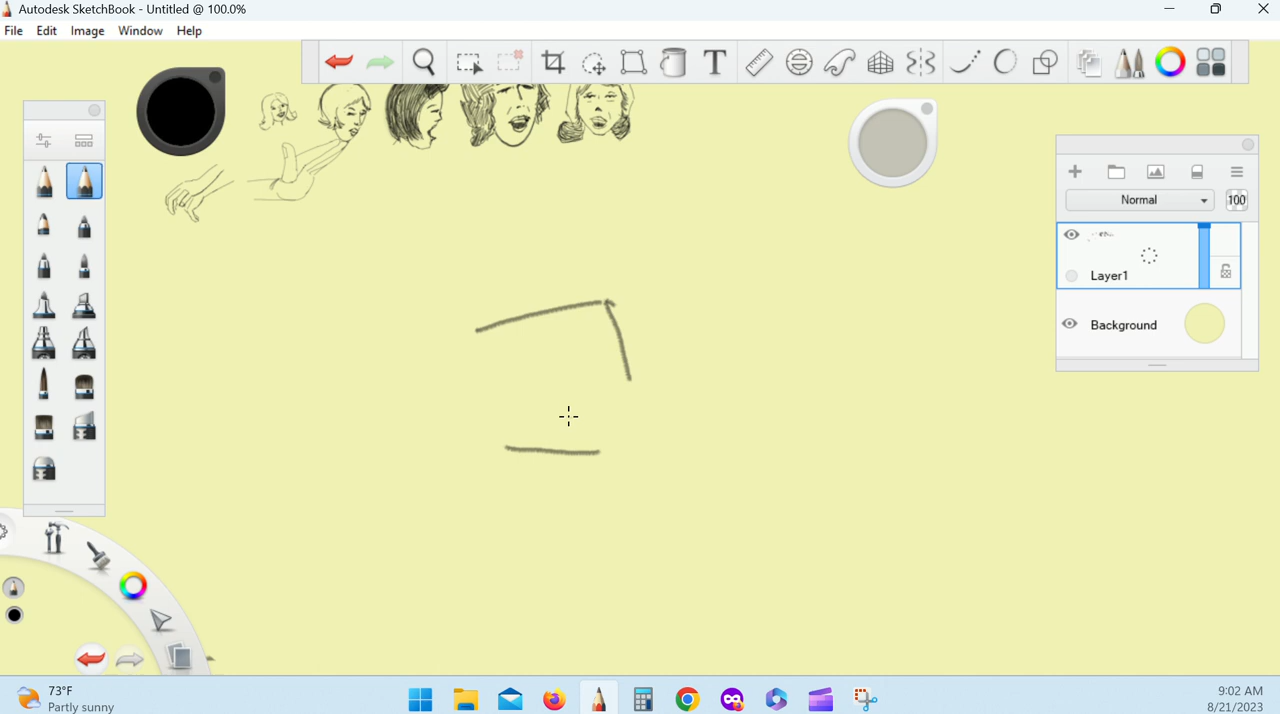 Autodesk SketchBook - Untitled @ 100.0%
File Edit Image Window Help
T
Normal 100
Layer1
Background
73°F
Partly sunny
9:02 AM
8/21/2023